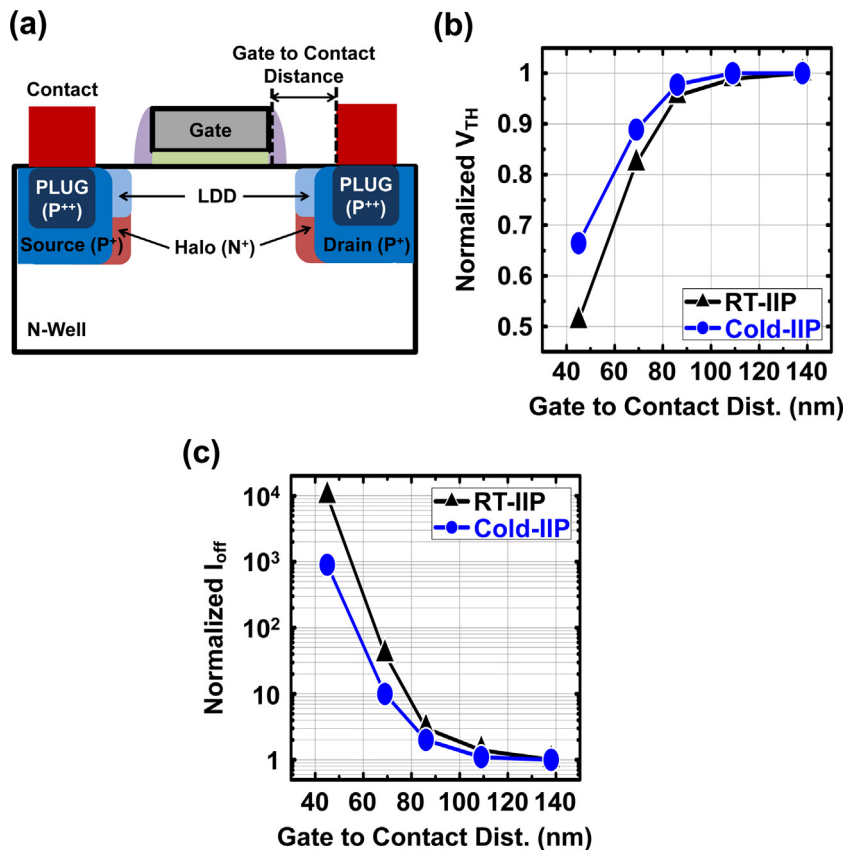 (a)
Gate to Contact
Distance
Contact
Gate
PLUG
(P++)
LDD
PLUG
(P++)
Source (P+)
Halo (N+)
Drain (P+)
N-Well
(b)
Normalized VTH
1
0.9
0.8
0.7
0.6
0.5
RT-IIP
Cold-IIP
40 60 80 100 120 140
Gate to Contact Dist. (nm)
(c)
Normalized Ioff
10⁴
10³
10²
10
1
RT-IIP
Cold-IIP
40 60 80 100 120 140
Gate to Contact Dist. (nm)